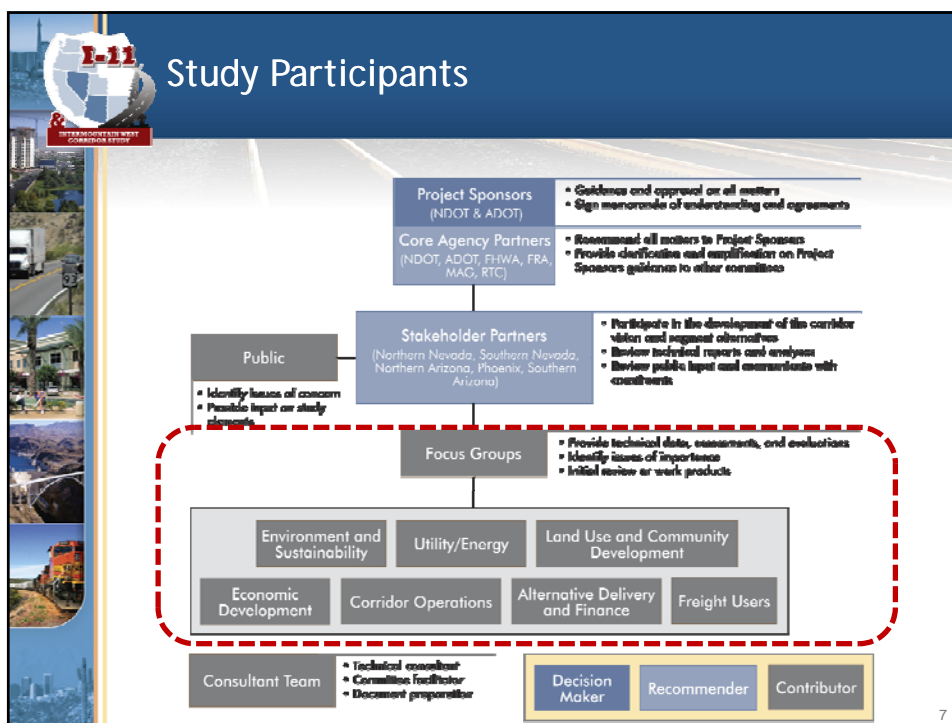 I-11
&
INTERMOUNTAIN WEST
CORRIDOR STUDY
Study Participants
Project Sponsors
(NDOT & ADOT)
• Guidance and approval on all matters
• Sign memoranda of understanding and agreements
Core Agency Partners
(NDOT, ADOT, FHWA, FRA,
MAG, RTC)
• Recommend all matters to Project Sponsors
• Provide clarification and amplification on Project
Sponsors guidance to other committees
Stakeholder Partners
(Northern Nevada, Southern Nevada,
Northern Arizona, Phoenix, Southern
Arizona)
• Participate in the development of the corridor
vision and segment alternatives
• Review technical reports and analyses
• Review public input and communicate with
constituents
Public
• Identify issues of concern
• Provide input on study
elements
Focus Groups
• Provide technical data, assessments, and evaluations
• Identify issues of importance
• Initial review of work products
Environment and
Sustainability
Utility/Energy
Land Use and Community
Development
Economic
Development
Corridor Operations
Alternative Delivery
and Finance
Freight Users
Consultant Team
• Technical consultant
• Committee facilitator
• Document preparation
Decision
Maker
Recommender
Contributor
7